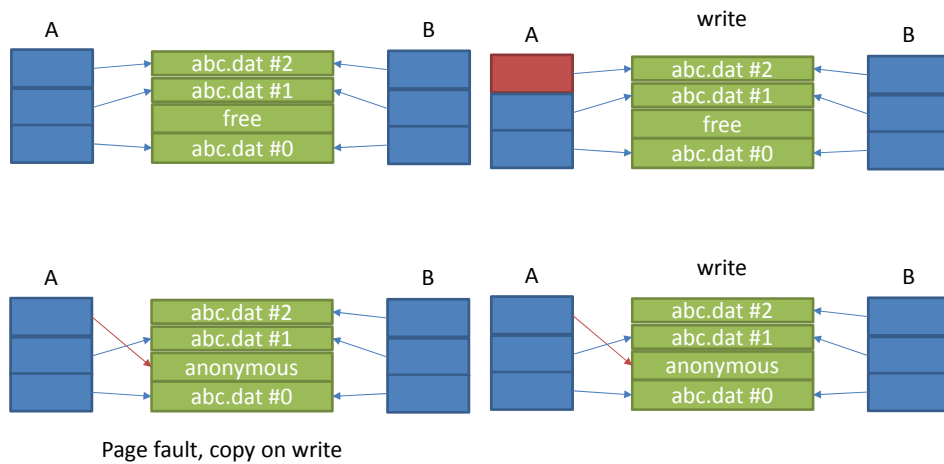 A
B
abc.dat #2
abc.dat #1
free
abc.dat #0
write
A
B
abc.dat #2
abc.dat #1
free
abc.dat #0
A
B
abc.dat #2
abc.dat #1
anonymous
abc.dat #0
Page fault, copy on write
write
A
B
abc.dat #2
abc.dat #1
anonymous
abc.dat #0